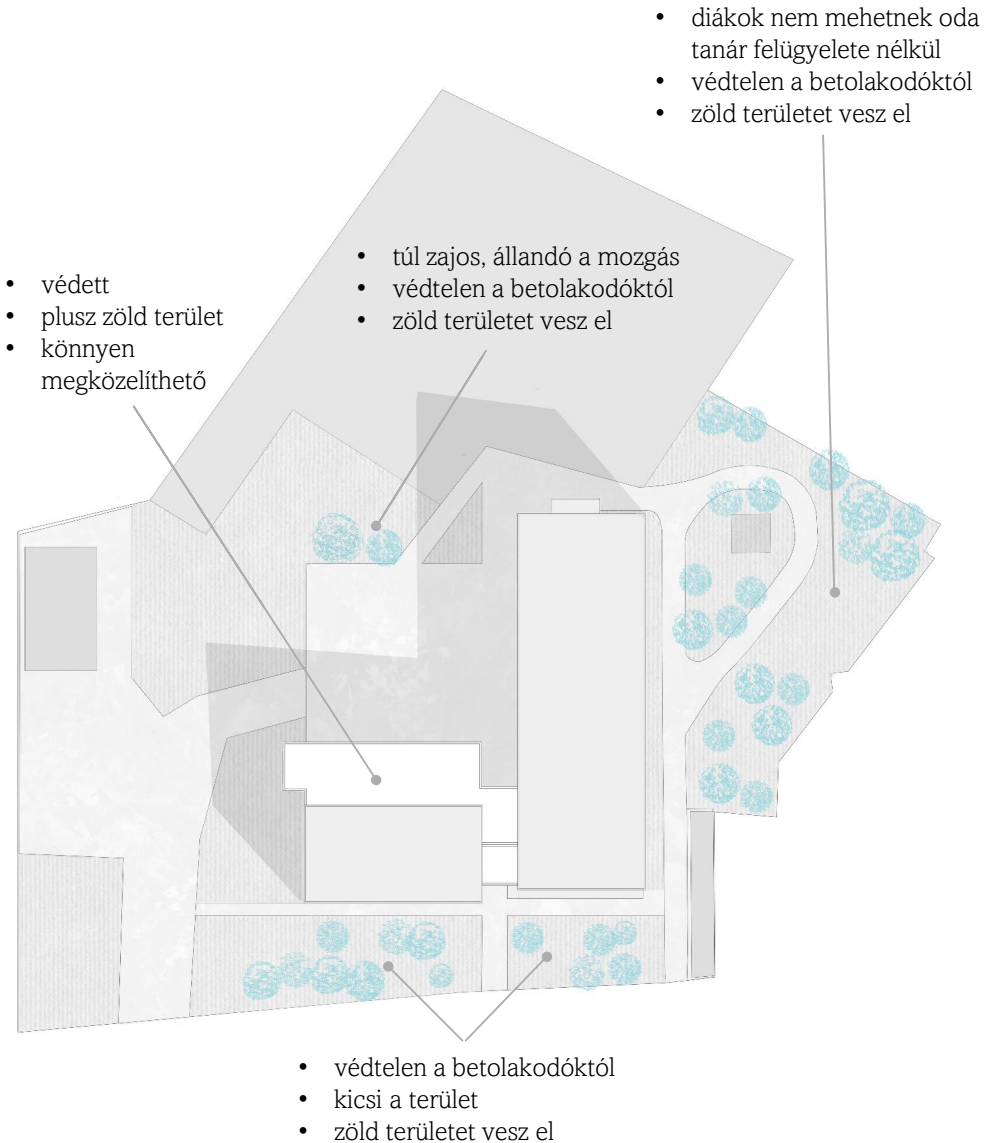 • diákok nem mehetnek oda
tanár felügyelete nélkül
• védtelen a betolakodóktól
• zöld területet vesz el
• túl zajos, állandó a mozgás
• védtelen a betolakodóktól
• zöld területet vesz el
• védett
• plusz zöld terület
• könnyen
megközelíthető
• védtelen a betolakodóktól
• kicsi a terület
• zöld területet vesz el